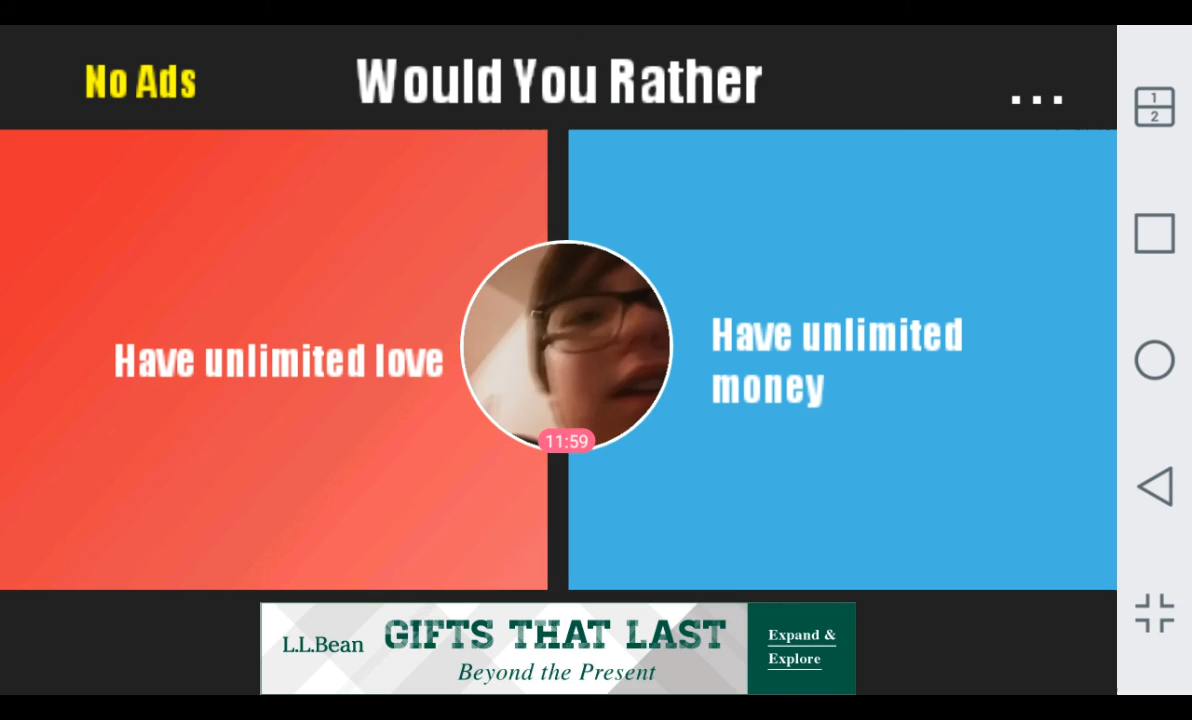 No Ads
Would You Rather
...
1
2
Have unlimited love
Have unlimited
money
11:59
L.L.Bean
GIFTS THAT LAST
Beyond the Present
Expand &
Explore